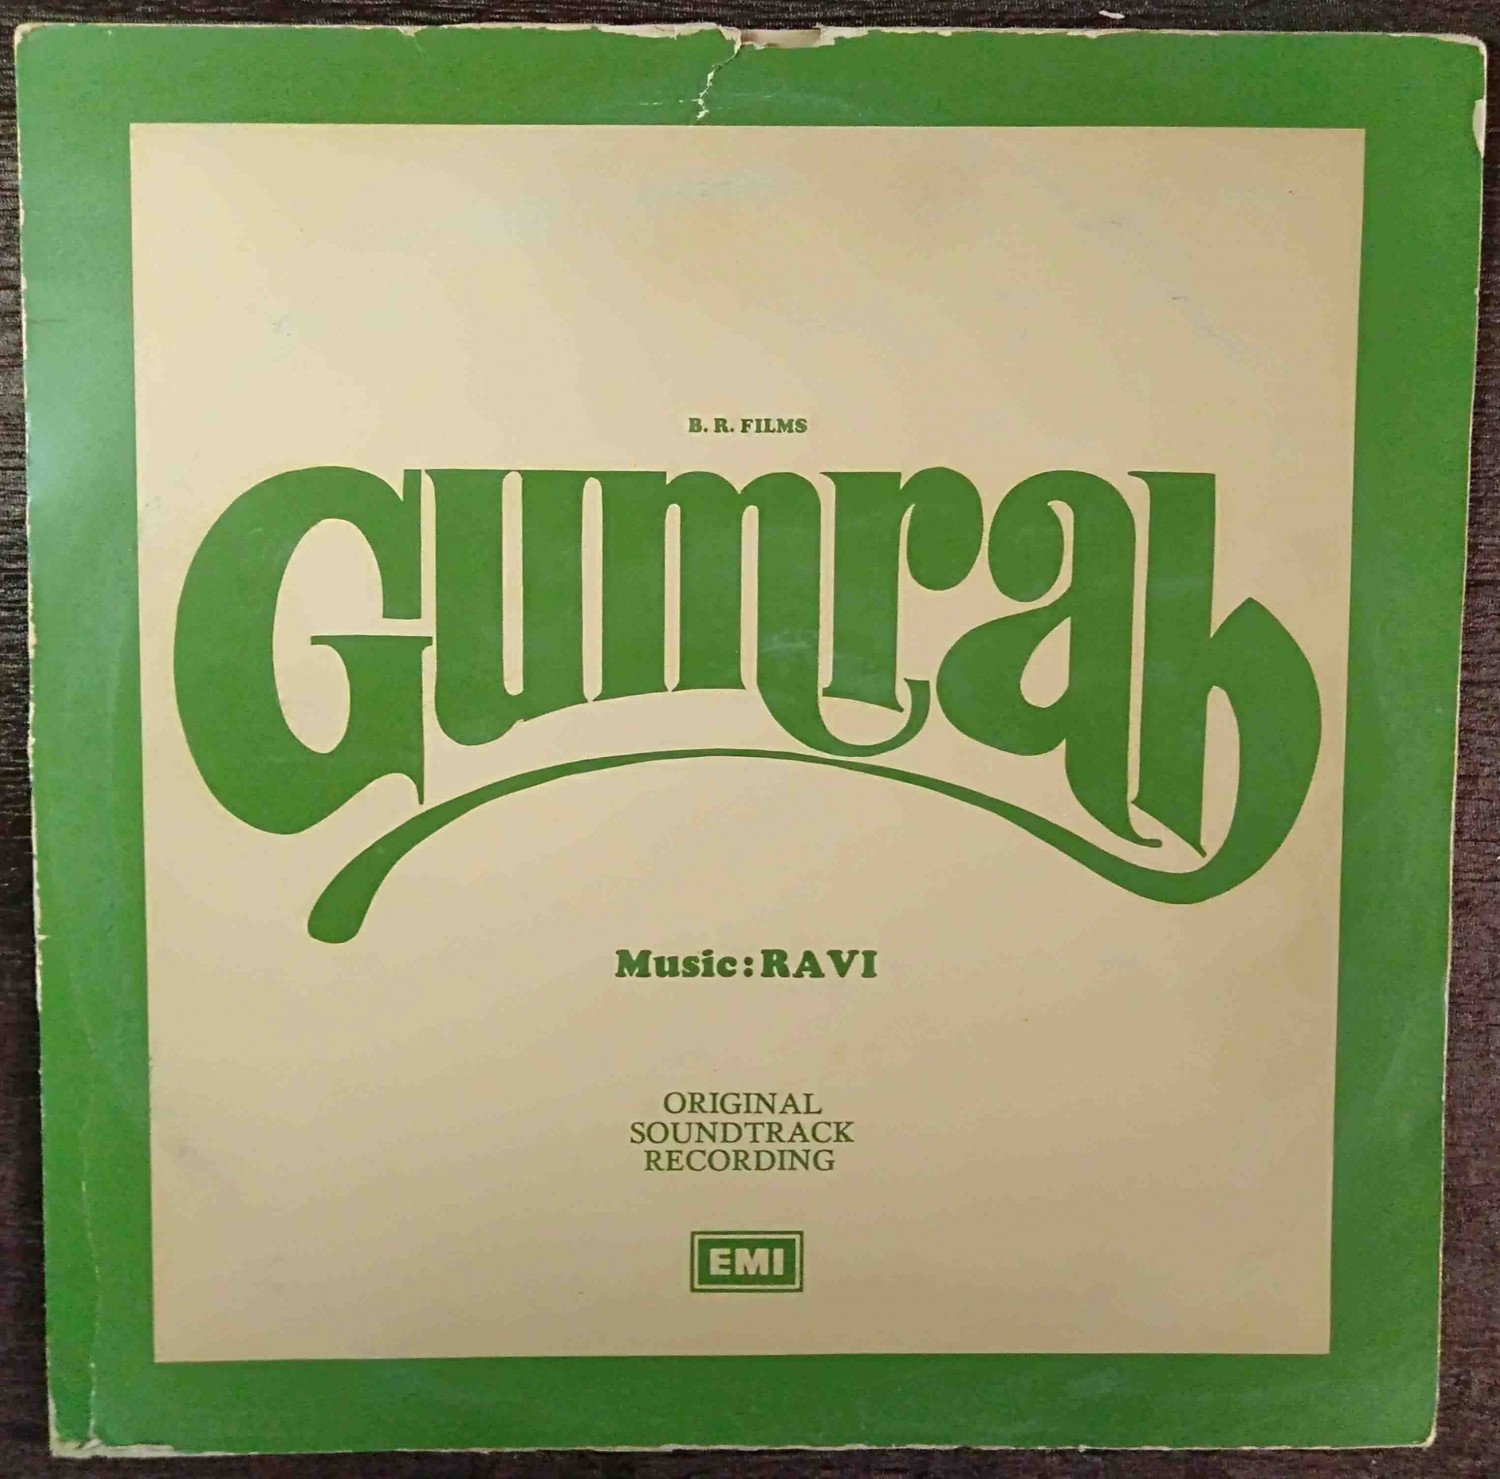 B. R. FILMS
Gumrah
Music: RAVI
ORIGINAL
SOUNDTRACK
RECORDING
EMI